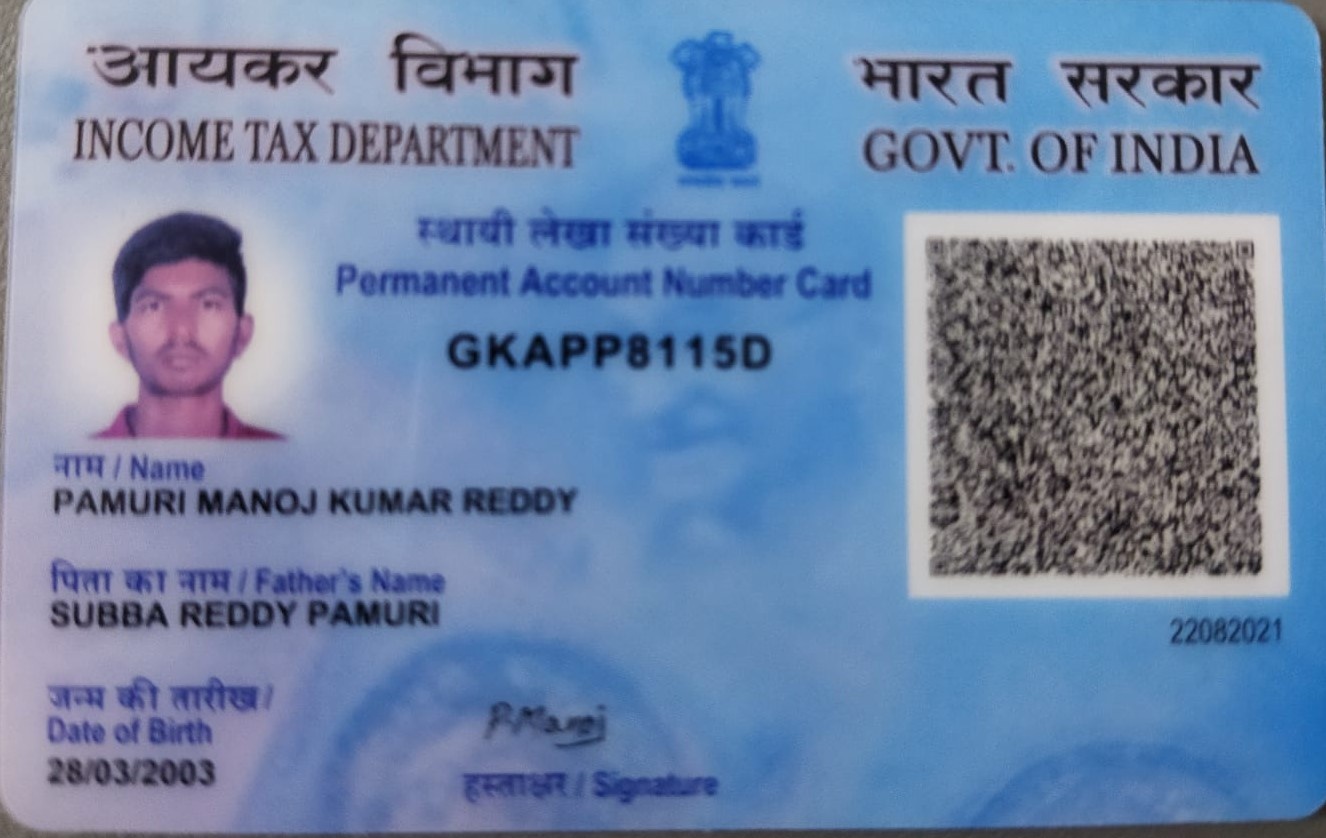 आयकर विभाग
INCOME TAX DEPARTMENT
भारत सरकार
GOVT. OF INDIA
स्थायी लेखा संख्या कार्ड
Permanent Account Number Card
GKAPP8115D
नाम / Name
PAMURI MANOJ KUMAR REDDY
पिता का नाम / Father's Name
SUBBA REDDY PAMURI
22082021
जन्म की तारीख /
Date of Birth
28/03/2003
P.Manoj
हस्ताक्षर / Signature